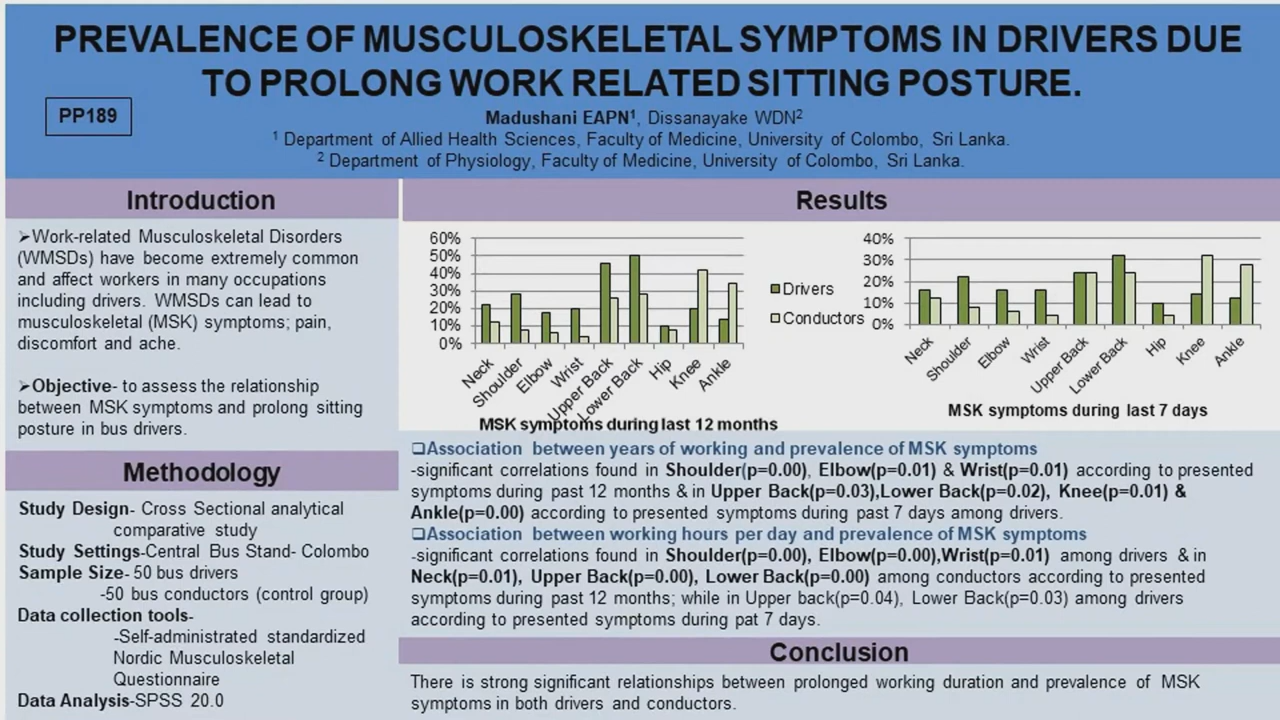 PREVALENCE OF MUSCULOSKELETAL SYMPTOMS IN DRIVERS DUE
TO PROLONG WORK RELATED SITTING POSTURE.
PP189
Madushani EAPN1, Dissanayake WDN2
1 Department of Allied Health Sciences, Faculty of Medicine, University of Colombo, Sri Lanka.
2 Department of Physiology, Faculty of Medicine, University of Colombo, Sri Lanka.
Introduction
➢Work-related Musculoskeletal Disorders
(WMSDs) have become extremely common
and affect workers in many occupations
including drivers. WMSDs can lead to
musculoskeletal (MSK) symptoms; pain,
discomfort and ache.
➢Objective- to assess the relationship
between MSK symptoms and prolong sitting
posture in bus drivers.
Methodology
Study Design- Cross Sectional analytical
comparative study
Study Settings-Central Bus Stand- Colombo
Sample Size- 50 bus drivers
-50 bus conductors (control group)
Data collection tools-
-Self-administrated standardized
Nordic Musculoskeletal
Questionnaire
Data Analysis-SPSS 20.0
Results
60%
50%
40%
30%
20%
10%
0%
Neck
Shoulder
Elbow
Wrist
Upper Back
Lower Back
Hip
Knee
Ankle
MSK symptoms during last 12 months
Drivers
Conductors
40%
30%
20%
10%
0%
Neck
Shoulder
Elbow
Wrist
Upper Back
Lower Back
Hip
Knee
Ankle
MSK symptoms during last 7 days
❑Association between years of working and prevalence of MSK symptoms
-significant correlations found in Shoulder(p=0.00), Elbow(p=0.01) & Wrist(p=0.01) according to presented
symptoms during past 12 months & in Upper Back(p=0.03),Lower Back(p=0.02), Knee(p=0.01) &
Ankle(p=0.00) according to presented symptoms during past 7 days among drivers.
❑Association between working hours per day and prevalence of MSK symptoms
-significant correlations found in Shoulder(p=0.00), Elbow(p=0.00),Wrist(p=0.01) among drivers & in
Neck(p=0.01), Upper Back(p=0.00), Lower Back(p=0.00) among conductors according to presented
symptoms during past 12 months; while in Upper back(p=0.04), Lower Back(p=0.03) among drivers
according to presented symptoms during pat 7 days.
Conclusion
There is strong significant relationships between prolonged working duration and prevalence of MSK
symptoms in both drivers and conductors.